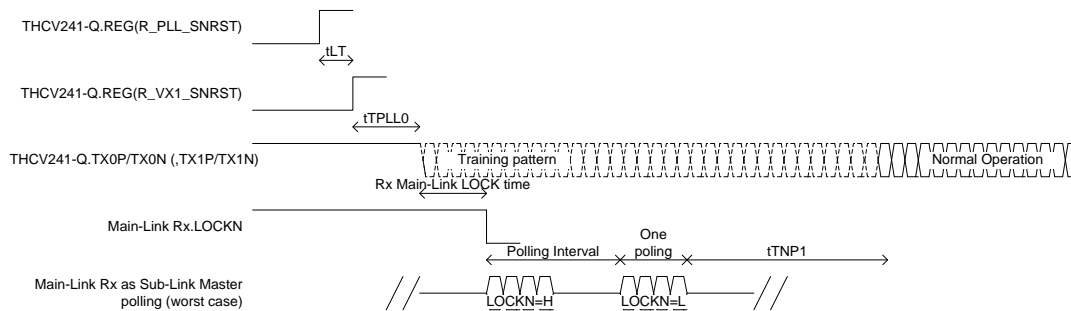 THCV241-Q.REG(R_PLL_SNRST)
tLT
THCV241-Q.REG(R_VX1_SNRST)
tTPLL0
THCV241-Q.TX0P/TX0N (,TX1P/TX1N)
Training pattern
Normal Operation
Rx Main-Link LOCK time
Main-Link Rx.LOCKN
Polling Interval
One
poling
tTNP1
Main-Link Rx as Sub-Link Master
polling (worst case)
LOCKN=H
LOCKN=L